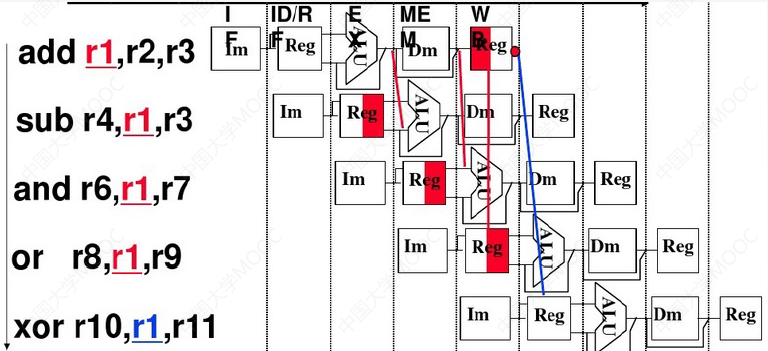 I ID/R E ME W
F F X M B
add r1,r2,r3 Im Reg ALU Dm Reg
sub r4,r1,r3 Im Reg ALU Dm Reg
and r6,r1,r7 Im Reg ALU Dm Reg
or r8,r1,r9 Im Reg ALU Dm Reg
xor r10,r1,r11 Im Reg ALU Dm Reg
中国大学MOOC